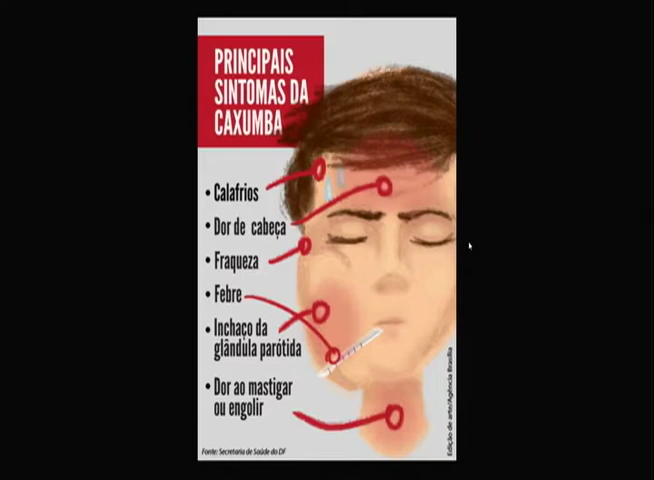 PRINCIPAIS
SINTOMAS DA
CAXUMBA
• Calafrios
• Dor de cabeça
• Fraqueza
• Febre
• Inchaço da
glândula parótida
• Dor ao mastigar
ou engolir
Fonte: Secretaria de Saúde do DF
Edição de arte/Agência Brasília